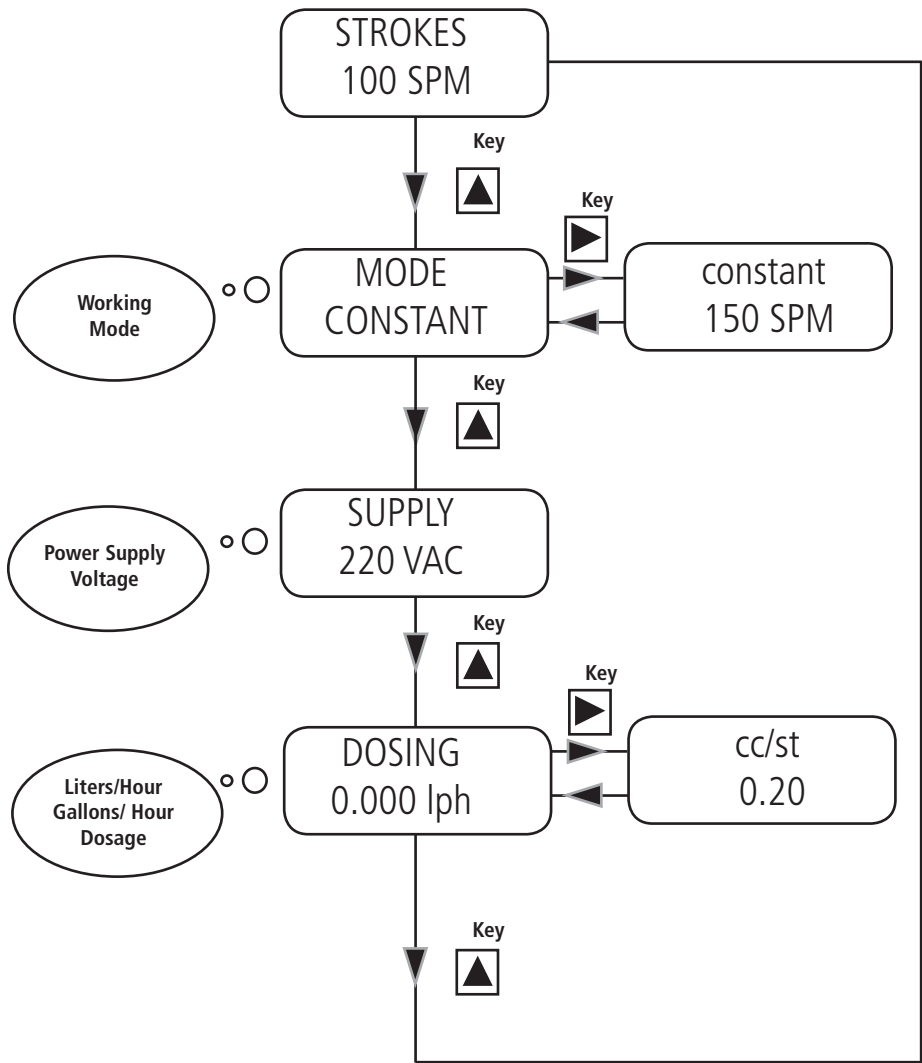 STROKES
100 SPM
Key
Key
Working
Mode
MODE
CONSTANT
constant
150 SPM
Key
Power Supply
Voltage
SUPPLY
220 VAC
Key
Key
Liters/Hour
Gallons/ Hour
Dosage
DOSING
0.000 lph
cc/st
0.20
Key